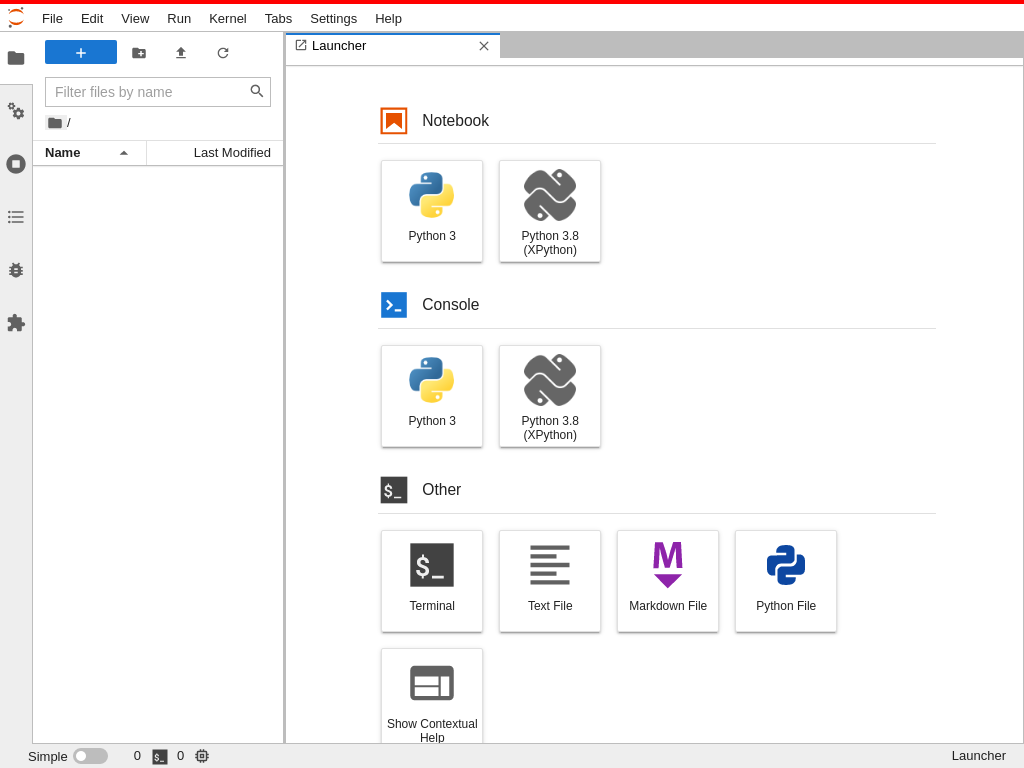 File Edit View Run Kernel Tabs Settings Help
Launcher
Filter files by name
/
Name Last Modified
Notebook
Python 3
Python 3.8
(XPython)
Console
Python 3
Python 3.8
(XPython)
$_ Other
$_
Terminal
Text File
M
Markdown File
Python File
Show Contextual
Help
Simple 0 $_ 0 Launcher